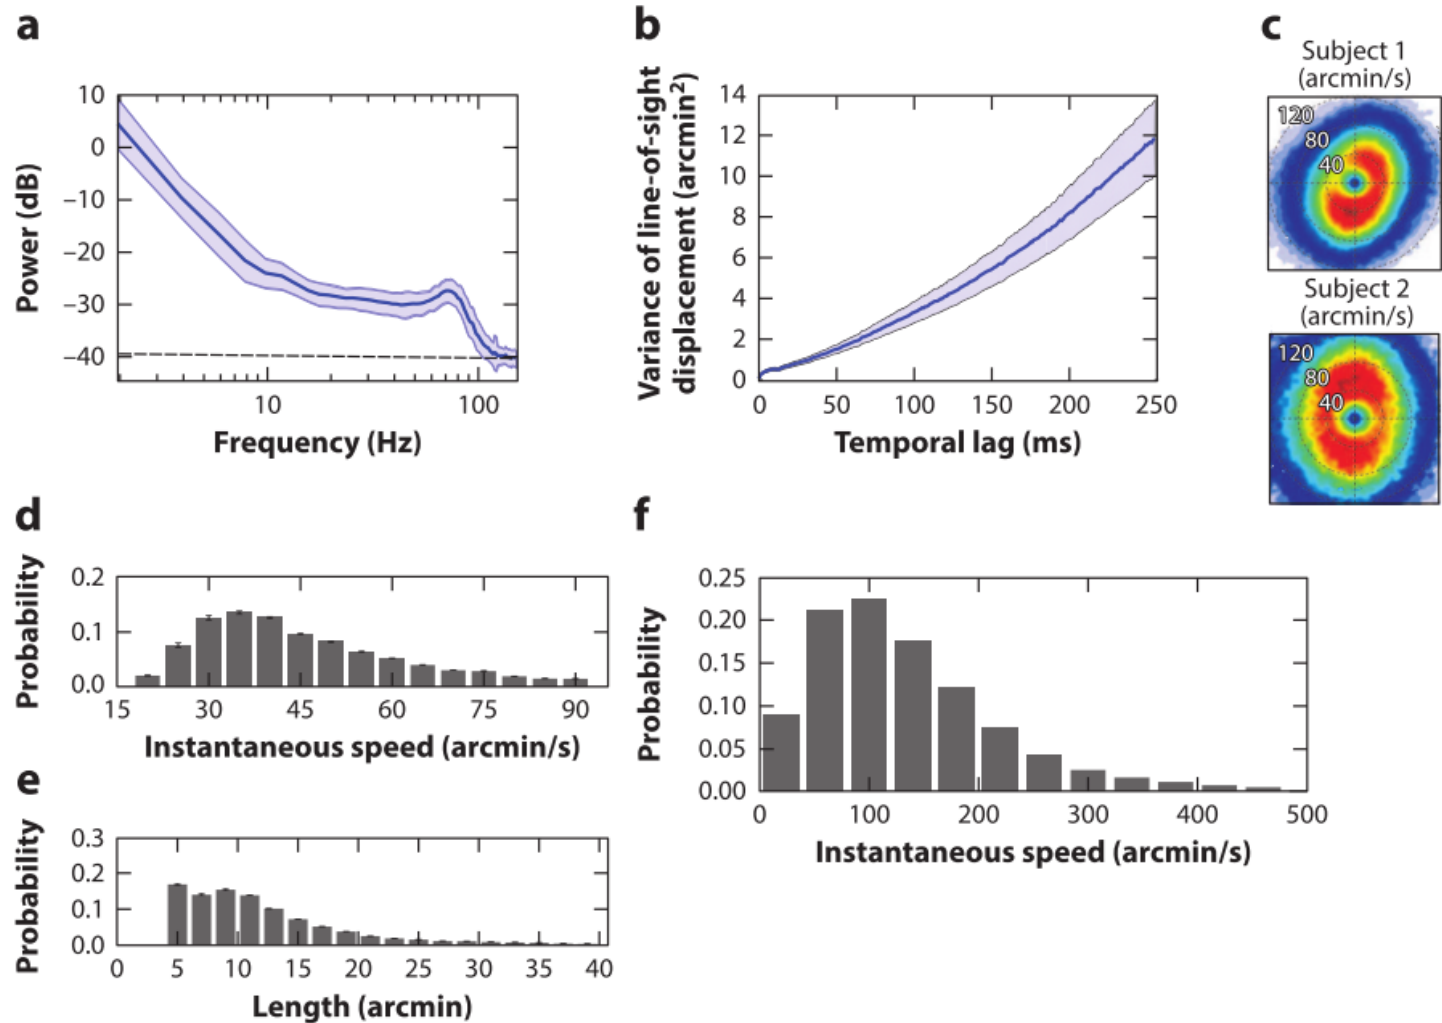 a
10
0
−10
−20
−30
−40
Power (dB)
10 100
Frequency (Hz)
b
Variance of line-of-sight
displacement (arcmin²)
14
12
10
8
6
4
2
0
0 50 100 150 200 250
Temporal lag (ms)
c
Subject 1
(arcmin/s)
120
80
40
Subject 2
(arcmin/s)
120
80
40
d
Probability
0.2
0.1
0.0
15 30 45 60 75 90
Instantaneous speed (arcmin/s)
e
Probability
0.3
0.2
0.1
0.0
0 5 10 15 20 25 30 35 40
Length (arcmin)
f
Probability
0.25
0.20
0.15
0.10
0.05
0.00
0 100 200 300 400 500
Instantaneous speed (arcmin/s)